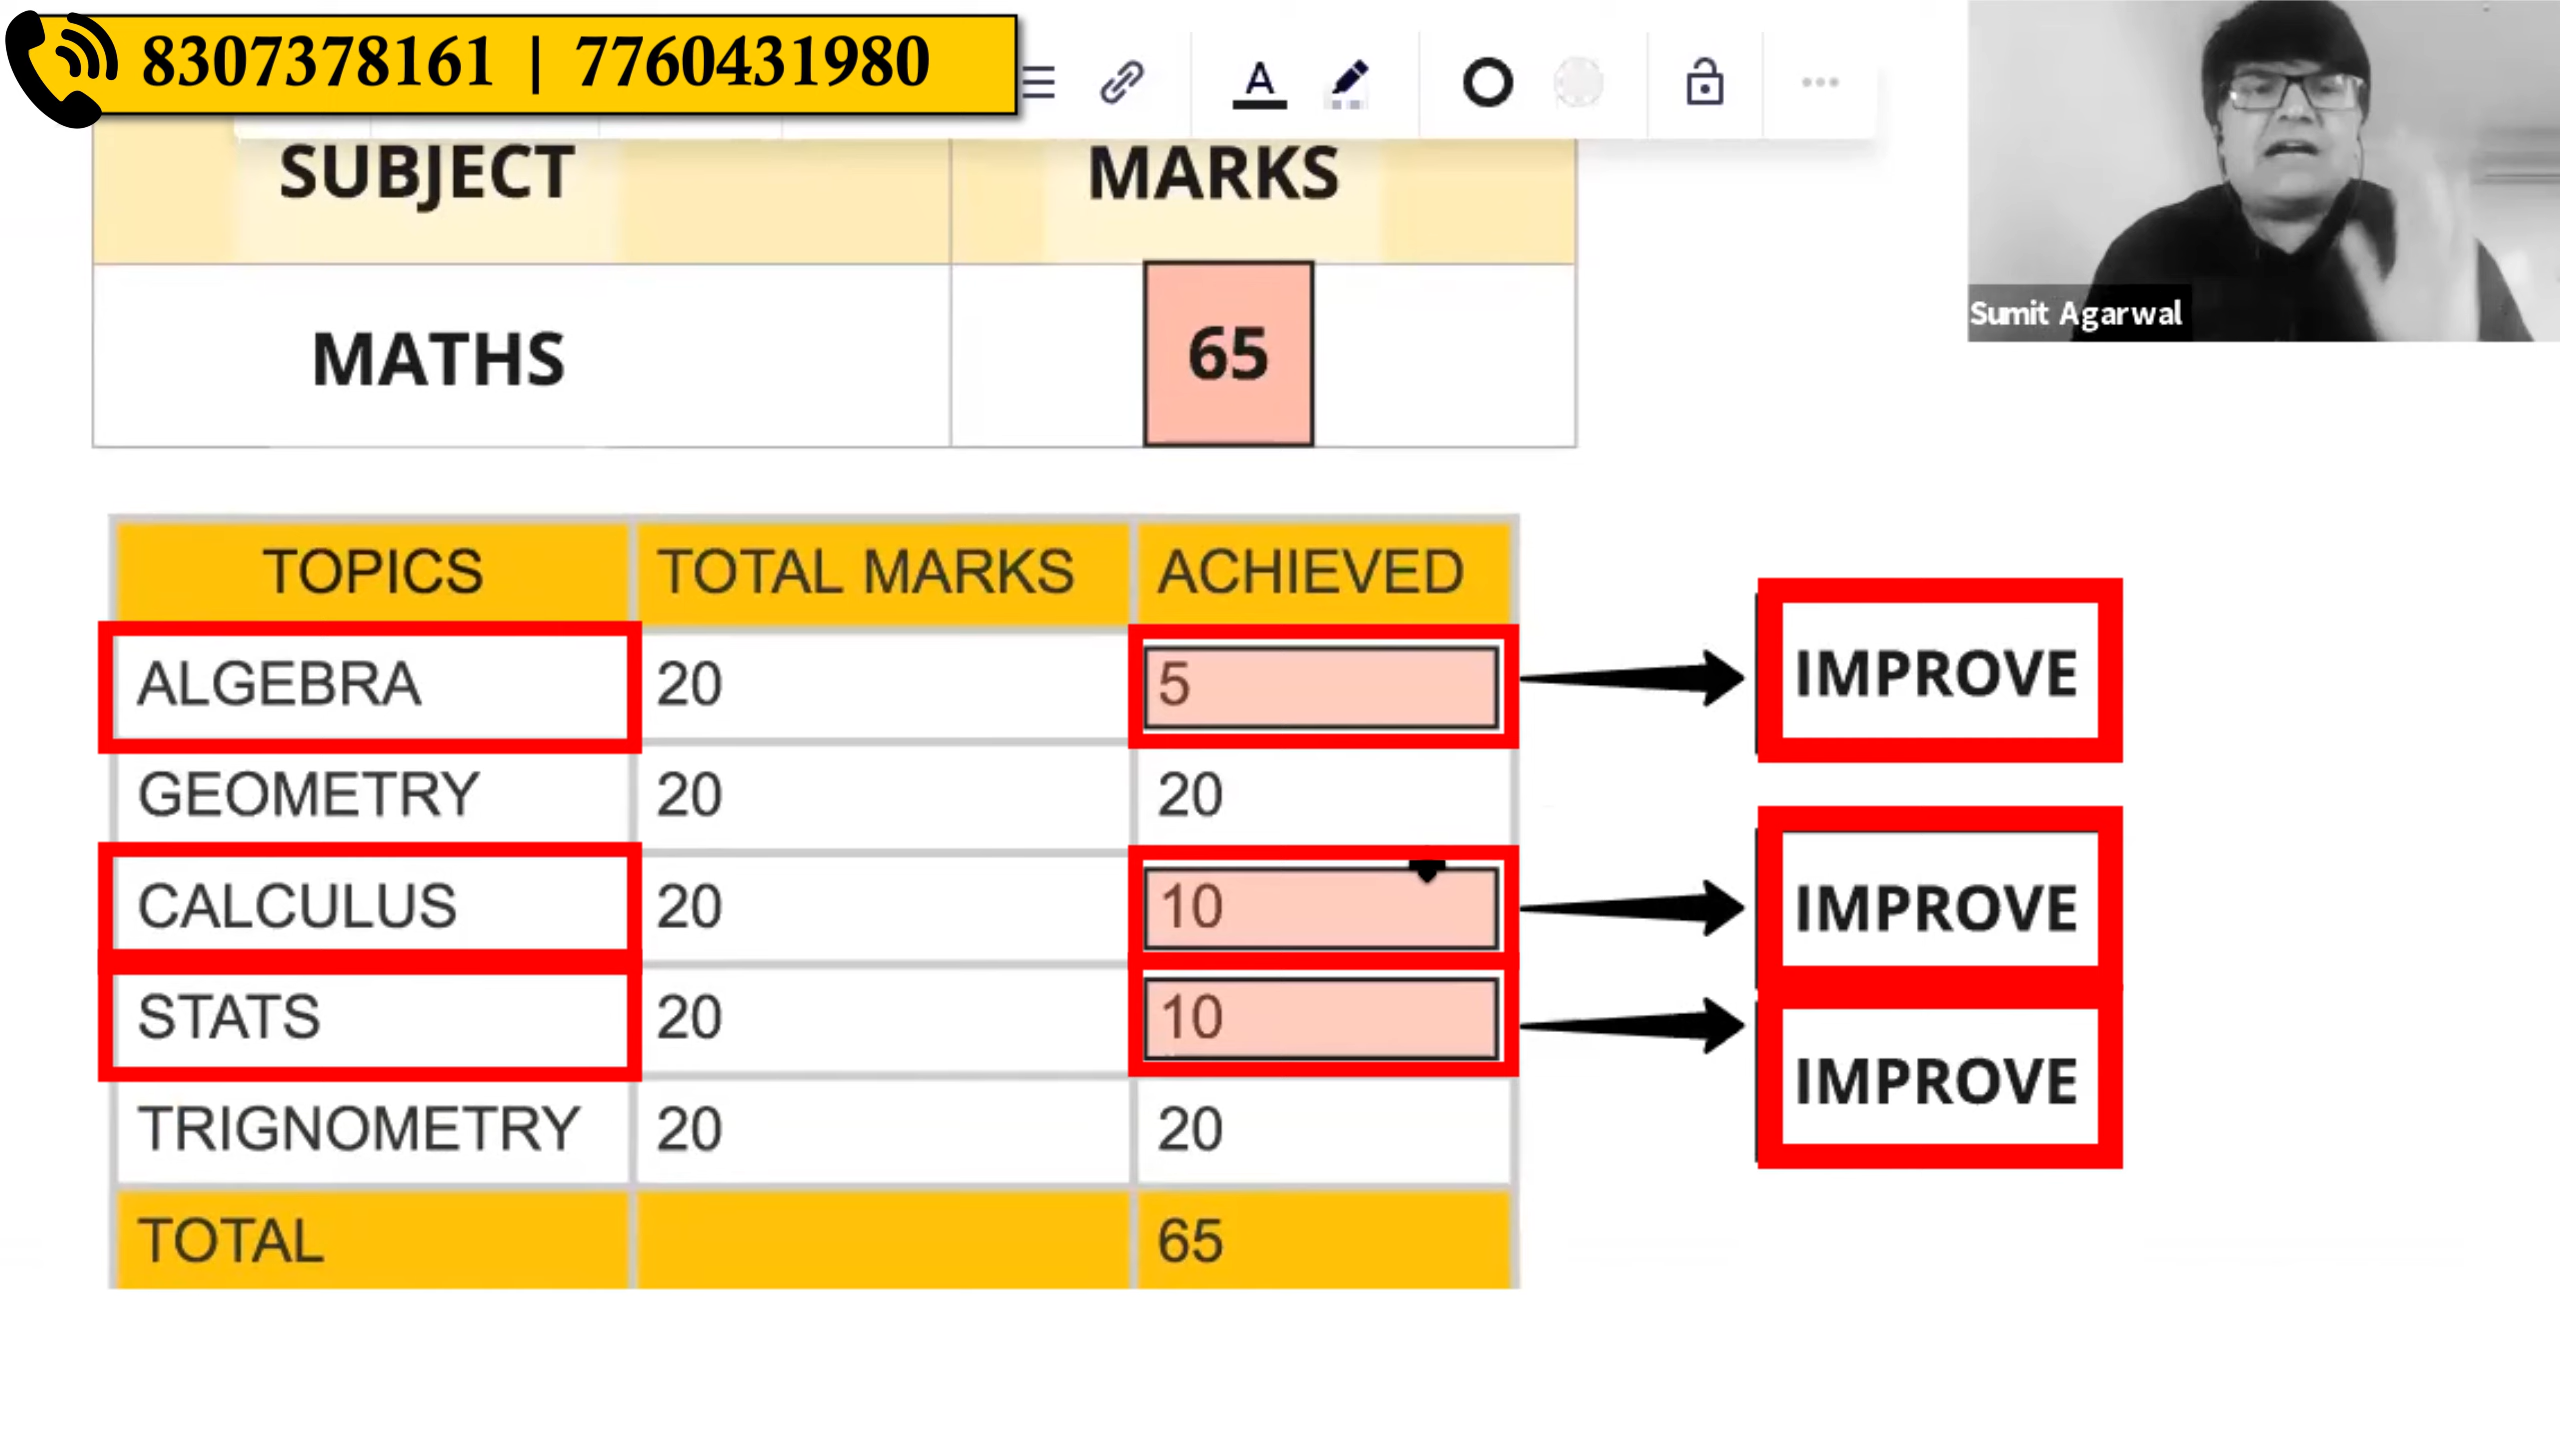 8307378161 | 7760431980
A
SUBJECT MARKS
MATHS 65
Sumit Agarwal
TOPICS TOTAL MARKS ACHIEVED
ALGEBRA 20 5 IMPROVE
GEOMETRY 20 20
CALCULUS 20 10 IMPROVE
STATS 20 10 IMPROVE
TRIGNOMETRY 20 20
TOTAL 65